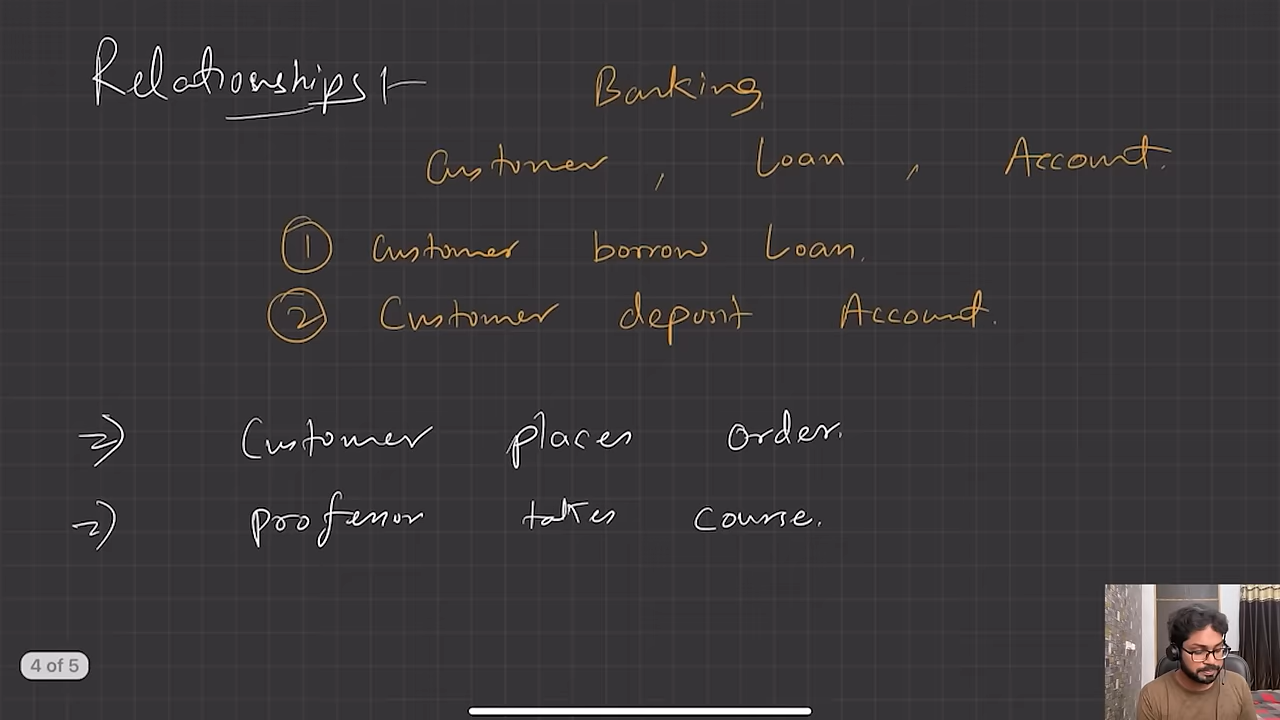 Relationships :-
Banking
Customer , Loan , Account.
① Customer borrow Loan.
② Customer deposit Account.
=> Customer places Order.
=> professor takes course.
4 of 5